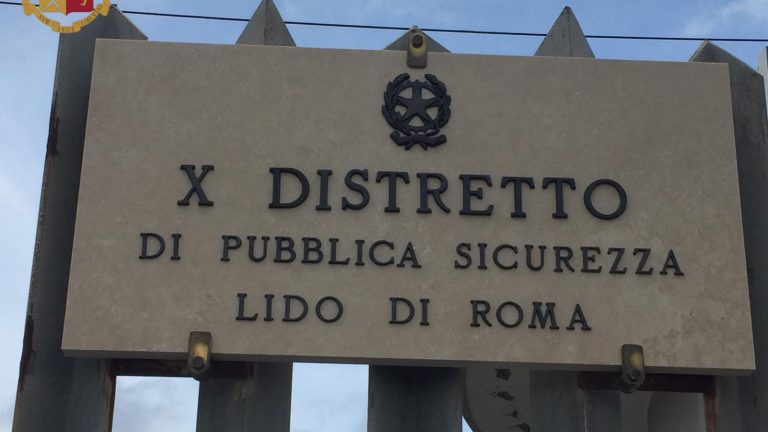 X DISTRETTO
DI PUBBLICA SICUREZZA
LIDO DI ROMA